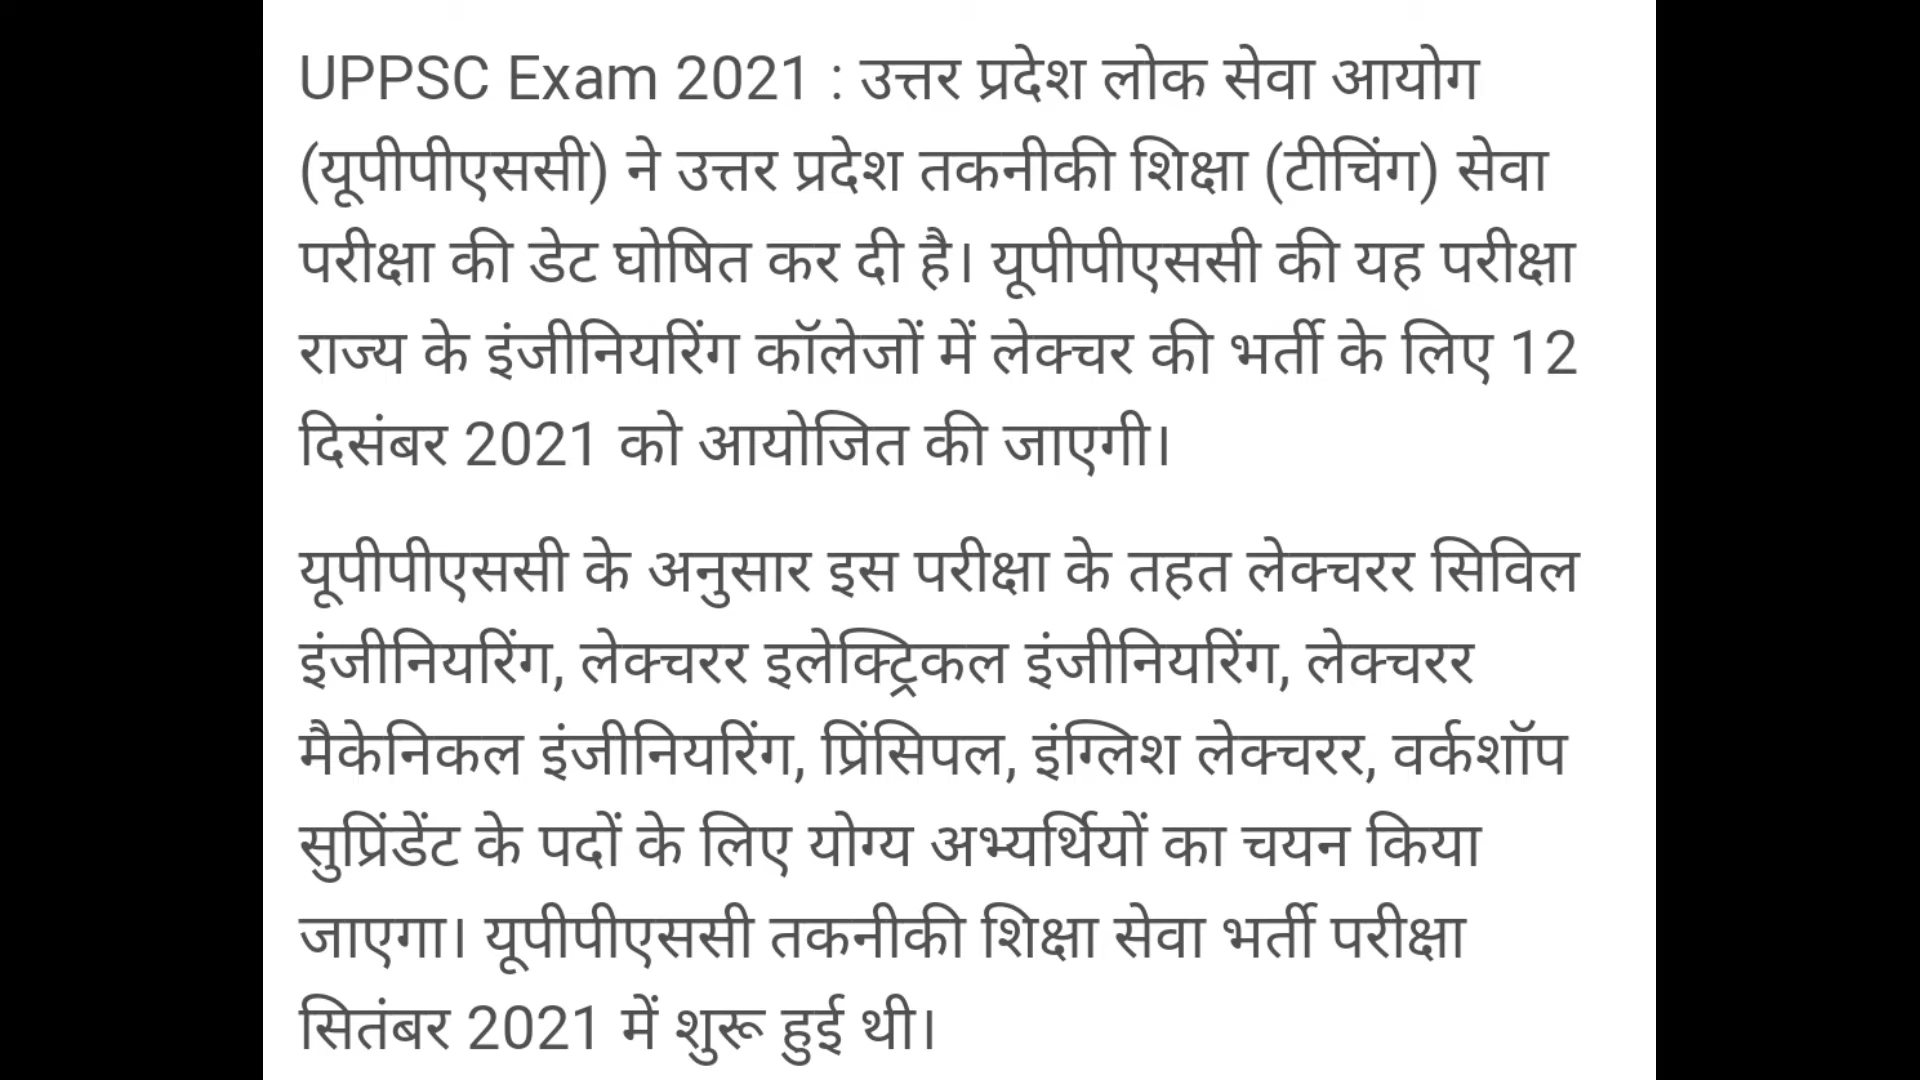 UPPSC Exam 2021 : उत्तर प्रदेश लोक सेवा आयोग
(यूपीपीएससी) ने उत्तर प्रदेश तकनीकी शिक्षा (टीचिंग) सेवा
परीक्षा की डेट घोषित कर दी है। यूपीपीएससी की यह परीक्षा
राज्य के इंजीनियरिंग कॉलेजों में लेक्चर की भर्ती के लिए 12
दिसंबर 2021 को आयोजित की जाएगी।
यूपीपीएससी के अनुसार इस परीक्षा के तहत लेक्चरर सिविल
इंजीनियरिंग, लेक्चरर इलेक्ट्रिकल इंजीनियरिंग, लेक्चरर
मैकेनिकल इंजीनियरिंग, प्रिंसिपल, इंग्लिश लेक्चरर, वर्कशॉप
सुप्रिंडेंट के पदों के लिए योग्य अभ्यर्थियों का चयन किया
जाएगा। यूपीपीएससी तकनीकी शिक्षा सेवा भर्ती परीक्षा
सितंबर 2021 में शुरू हुई थी।